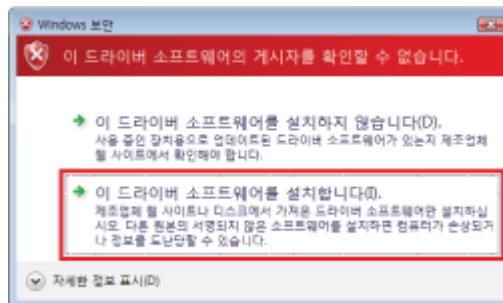 Windows 보안
이 드라이버 소프트웨어의 게시자를 확인할 수 없습니다.
이 드라이버 소프트웨어를 설치하지 않습니다(D).
사용 중인 장치용으로 업데이트된 드라이버 소프트웨어가 있는지 제조업체
웹 사이트에서 확인해야 합니다.
이 드라이버 소프트웨어를 설치합니다(I).
제조업체 웹 사이트나 디스크에서 가져온 드라이버 소프트웨어만 설치하십
시오. 다른 원본의 서명되지 않은 소프트웨어를 설치하면 컴퓨터가 손상되거
나 정보를 도난당할 수 있습니다.
자세한 정보 표시(D)